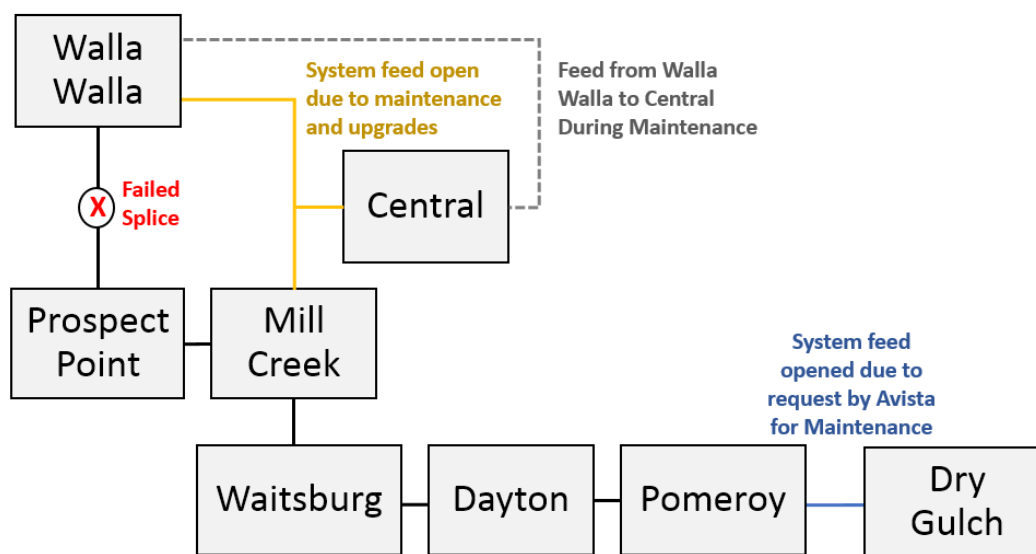 Walla
Walla
System feed open
due to maintenance
and upgrades
Feed from Walla
Walla to Central
During Maintenance
X
Failed
Splice
Central
Prospect
Point
Mill
Creek
System feed
opened due to
request by Avista
for Maintenance
Waitsburg
Dayton
Pomeroy
Dry
Gulch